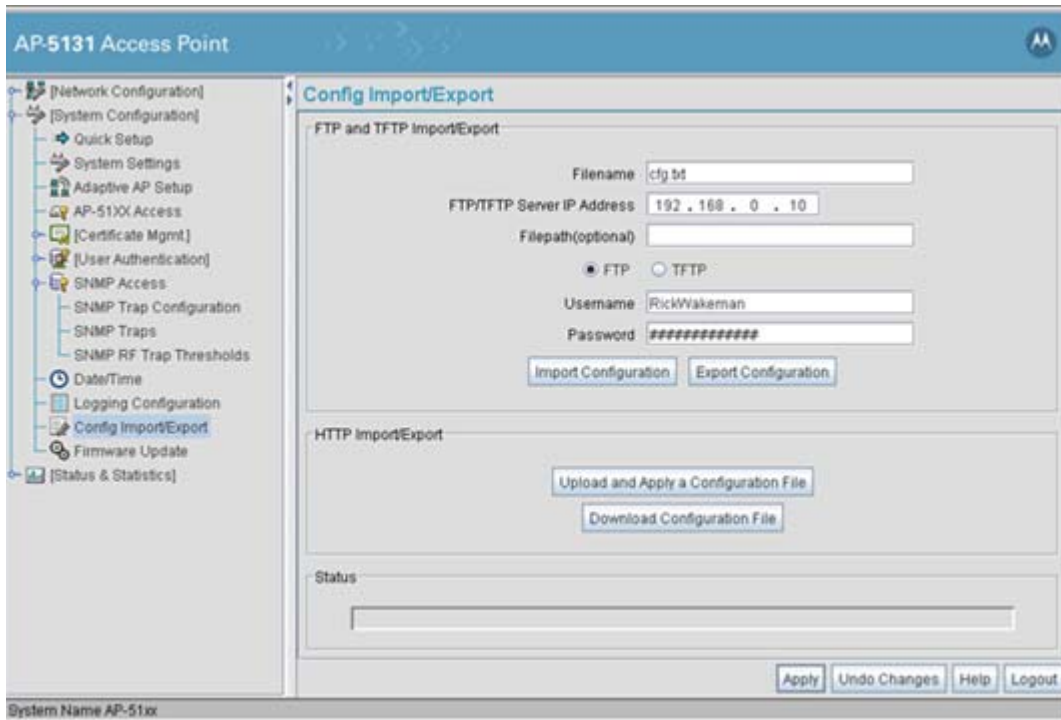 AP-5131 Access Point
[Network Configuration]
[System Configuration]
Quick Setup
System Settings
Adaptive AP Setup
AP-51XX Access
[Certificate Mgmt]
[User Authentication]
SNMP Access
SNMP Trap Configuration
SNMP Traps
SNMP RF Trap Thresholds
Date/Time
Logging Configuration
Config Import/Export
Firmware Update
[Status & Statistics]
Config Import/Export
FTP and TFTP Import/Export
Filename cfg.txt
FTP/TFTP Server IP Address 192 . 168 . 0 . 10
Filepath(optional)
FTP TFTP
Username RickWakeman
Password #############
Import Configuration Export Configuration
HTTP Import/Export
Upload and Apply a Configuration File
Download Configuration File
Status
Apply Undo Changes Help Logout
System Name AP-51xx